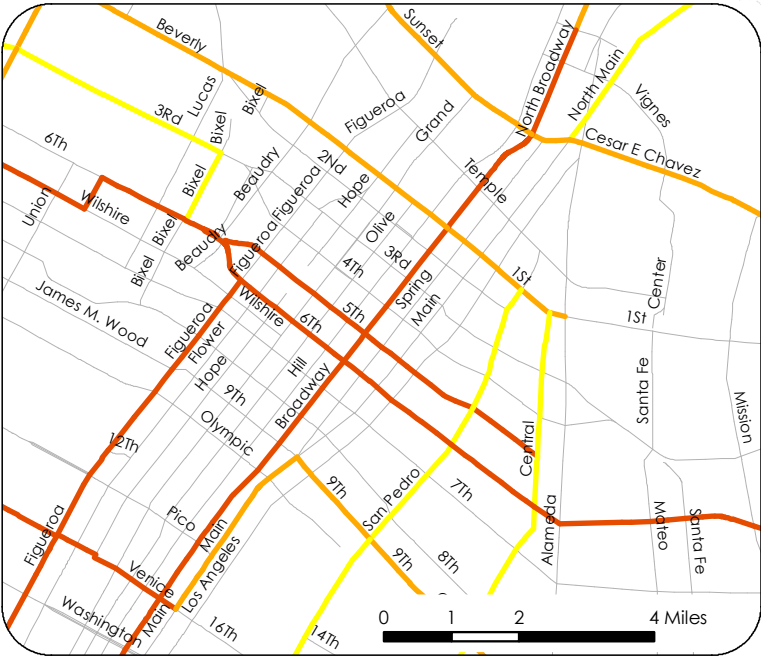 Beverly
Sunset
North Broadway
North Main
Lucas
Bixel
Figueroa
Vignes
3Rd
Bixel
Grand
Cesar E Chavez
6Th
Beaudry
2Nd
Temple
Bixel
Figueroa
Hope
Union
Wilshire
Bixel
Beaudry
Figueroa
Olive
3Rd
4Th
Bixel
1St
Center
Spring
Main
James M. Wood
Wilshire
6Th
5Th
1St
Figueroa
Flower
Hope
Hill
9Th
Broadway
Santa Fe
Mission
12Th
Olympic
Central
9Th
San Pedro
7Th
Pico
Main
Alameda
Mateo
Santa Fe
Figueroa
Los Angeles
9Th
8Th
Venice
Washington
Main
16Th
14Th
0 1 2 4 Miles